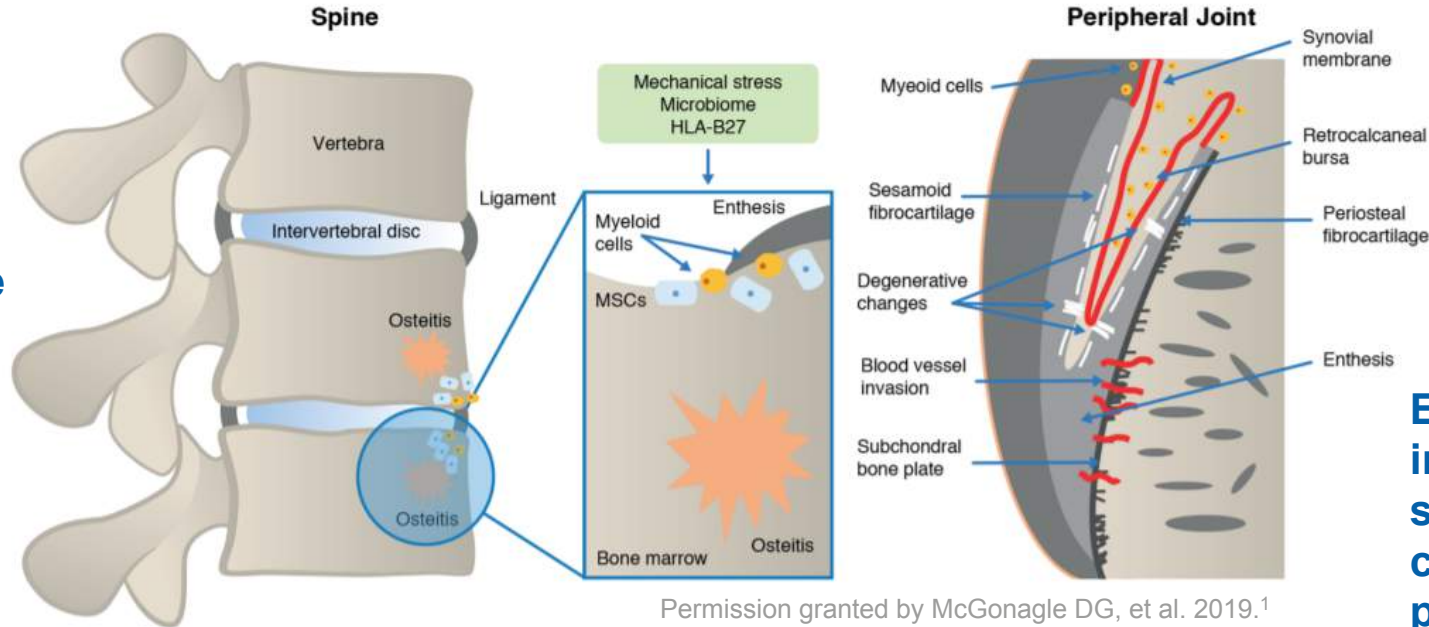 Spine
Vertebra
Intervertebral disc
Ligament
Osteitis
Osteitis
Mechanical stress
Microbiome
HLA-B27
Myeloid
cells
Enthesis
MSCs
Osteitis
Bone marrow
Peripheral Joint
Myeoid cells
Synovial
membrane
Retrocalcaneal
bursa
Sesamoid
fibrocartilage
Periosteal
fibrocartilage
Degenerative
changes
Blood vessel
invasion
Enthesis
Subchondral
bone plate
Permission granted by McGonagle DG, et al. 2019.¹